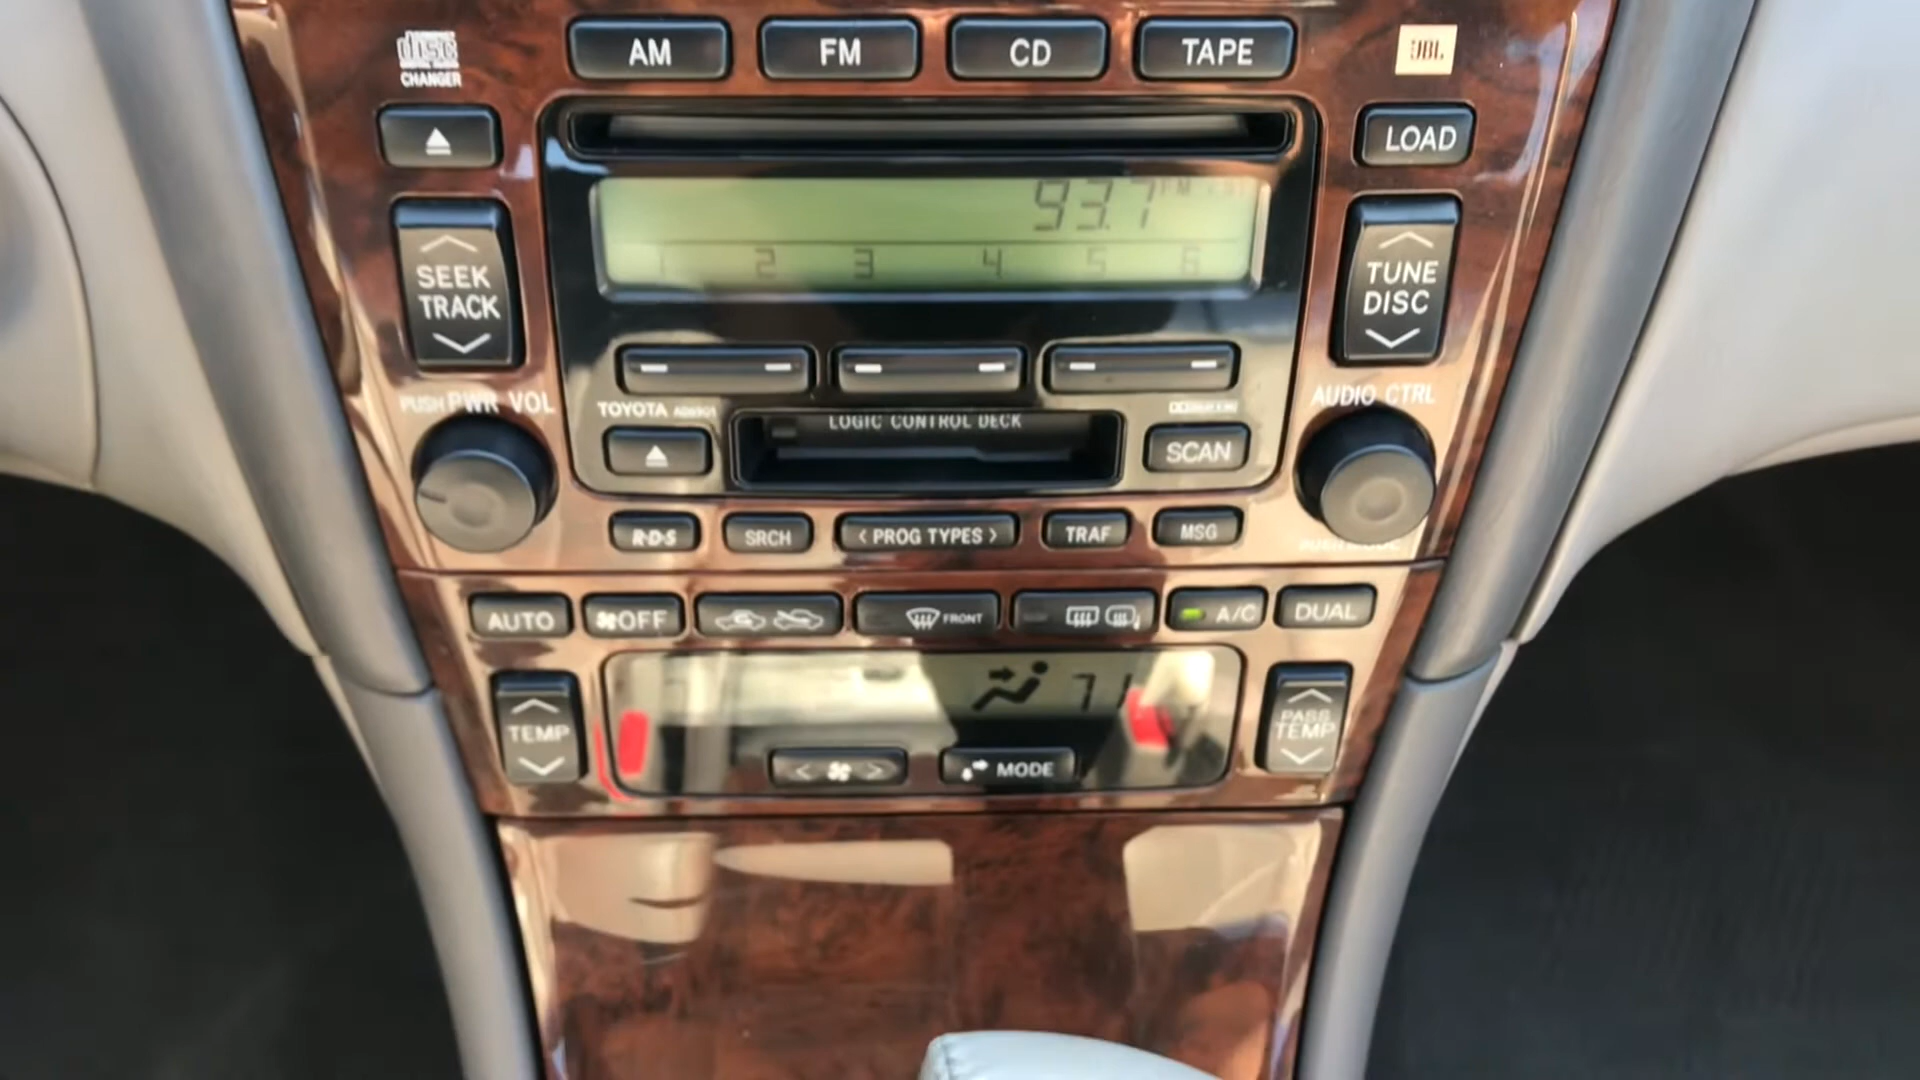 disc
CHANGER
AM FM CD TAPE
JBL
LOAD
93.7 FM
1 2 3 4 5 6
SEEK
TRACK
TUNE
DISC
PUSH PWR VOL
AUDIO CTRL
TOYOTA
LOGIC CONTROL DECK
SCAN
R·D·S SRCH < PROG TYPES > TRAF MSG
AUTO OFF FRONT A/C DUAL
TEMP
71
PASS
TEMP
< > MODE